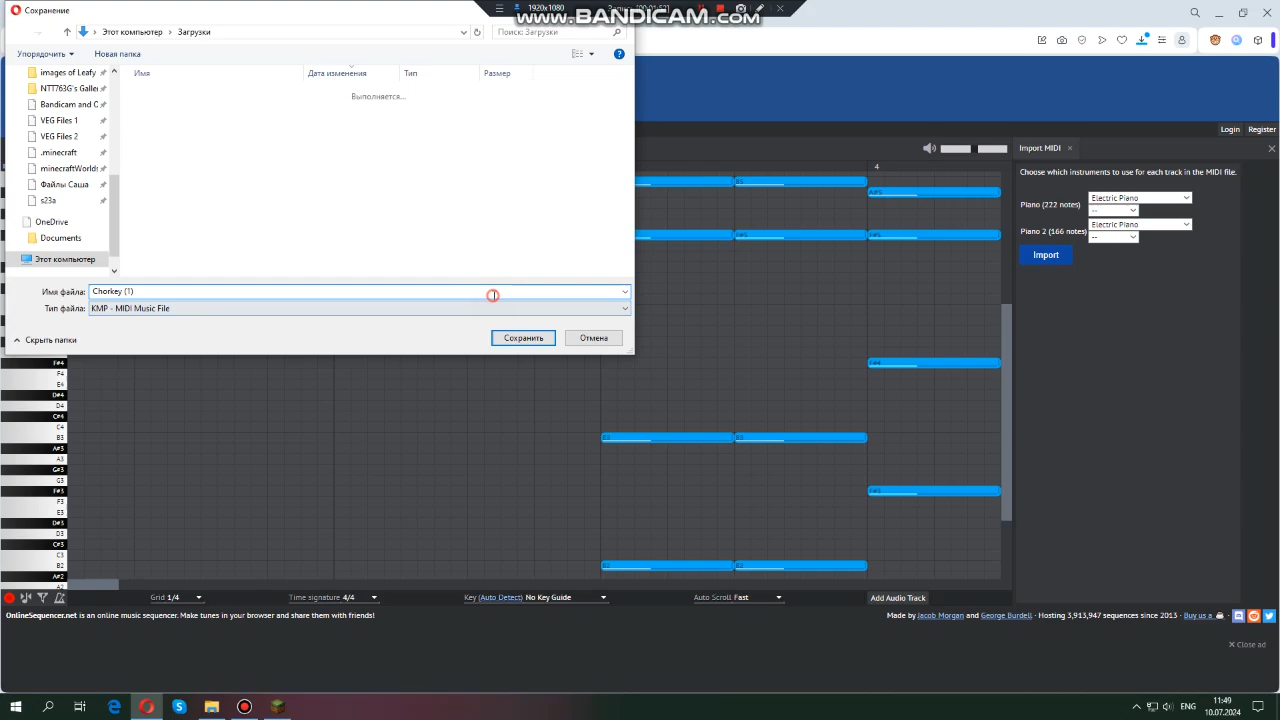 Сохранение
1920x1080
www.BANDICAM.com
Этот компьютер
Загрузки
Поиск: Загрузки
Упорядочить
Новая папка
images of Leafy
NTT763G's Galle
Bandicam and O
VEG Files 1
VEG Files 2
.minecraft
minecraftWorlds
Файлы Саша
s23a
OneDrive
Documents
Этот компьютер
Имя
Дата изменения
Тип
Размер
Выполняется...
Имя файла: Chorkey (1)
Тип файла: KMP - MIDI Music File
Скрыть папки
Сохранить
Отмена
Login
Register
4
Import MIDI
Choose which instruments to use for each track in the MIDI file.
Piano (222 notes)
Electric Piano
--
Piano 2 (166 notes)
Electric Piano
--
Import
A#5
F#5
F#5
F#4
F4
E4
D#4
D4
C#4
C4
B3
A#3
A3
G#3
G3
F#3
F3
E3
D#3
D3
C#3
C3
B2
A#2
A2
Grid 1/4
Time signature 4/4
Key (Auto Detect) No Key Guide
Auto Scroll Fast
Add Audio Track
OnlineSequencer.net is an online music sequencer. Make tunes in your browser and share them with friends!
Made by Jacob Morgan and George Burdell · Hosting 3,913,947 sequences since 2013 · Buy us a
Close ad
ENG
11:49
10.07.2024